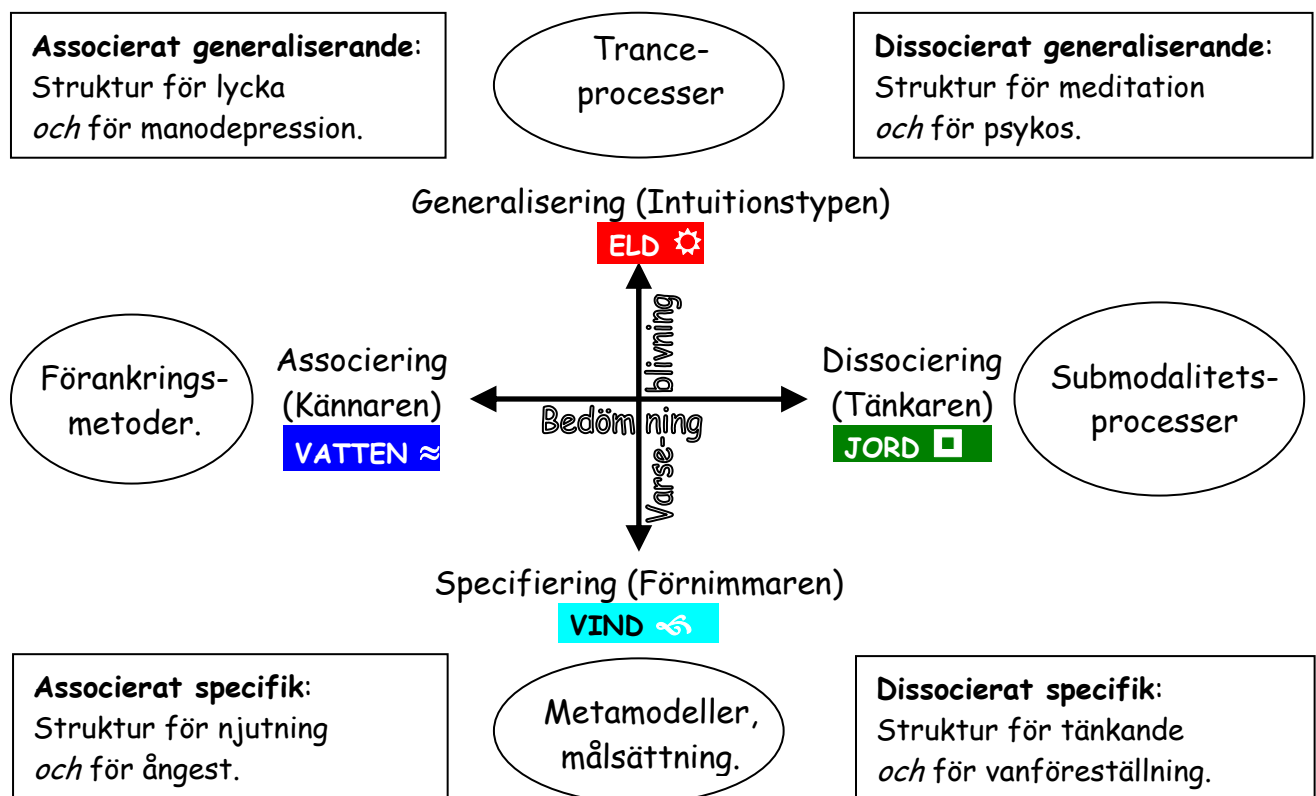 Associerat generaliserande:
Struktur för lycka
och för manodepression.
Trance-
processer
Dissocierat generaliserande:
Struktur för meditation
och för psykos.
Generalisering (Intuitionstypen)
ELD
Förankrings-
metoder.
Associering
(Kännaren)
VATTEN ≈
Bedömning
Varse-blivning
Dissociering
(Tänkaren)
JORD
Submodalitets-
processer
Specifiering (Förnimmaren)
VIND
Associerat specifik:
Struktur för njutning
och för ångest.
Metamodeller,
målsättning.
Dissocierat specifik:
Struktur för tänkande
och för vanföreställning.